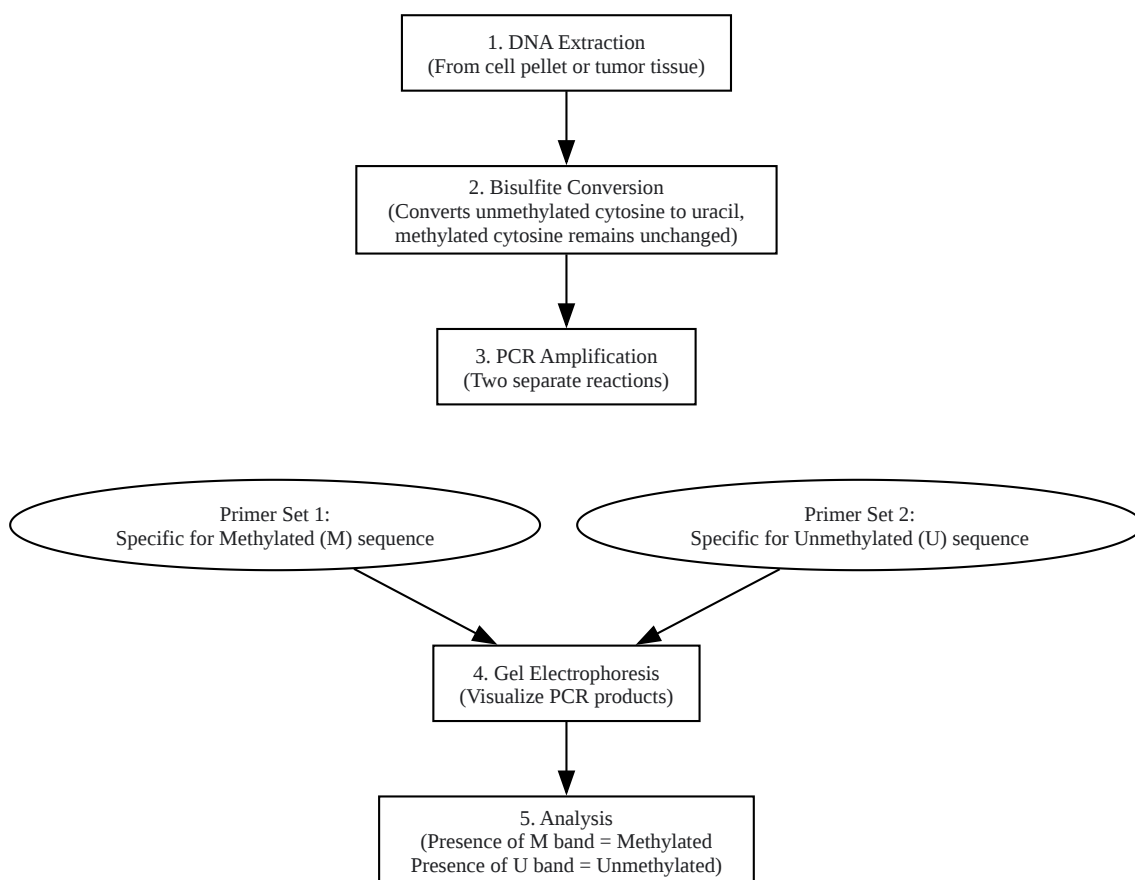 1. DNA Extraction
(From cell pellet or tumor tissue)
2. Bisulfite Conversion
(Converts unmethylated cytosine to uracil,
methylated cytosine remains unchanged)
3. PCR Amplification
(Two separate reactions)
Primer Set 1:
Specific for Methylated (M) sequence
Primer Set 2:
Specific for Unmethylated (U) sequence
4. Gel Electrophoresis
(Visualize PCR products)
5. Analysis
(Presence of M band = Methylated
Presence of U band = Unmethylated)